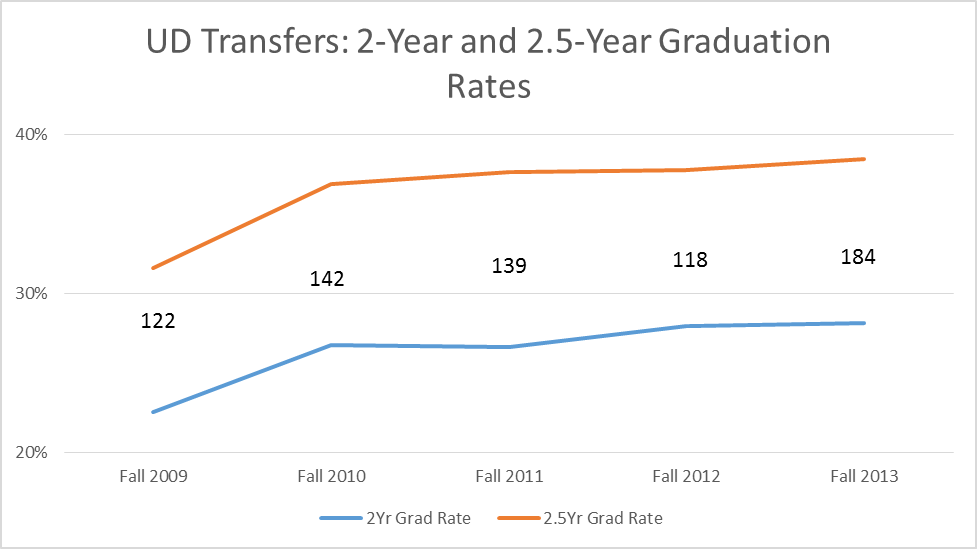 UD Transfers: 2-Year and 2.5-Year Graduation
Rates
40%
184
118
139
142
30%
122
20%
Fall 2009 Fall 2010 Fall 2011 Fall 2012 Fall 2013
2Yr Grad Rate 2.5Yr Grad Rate